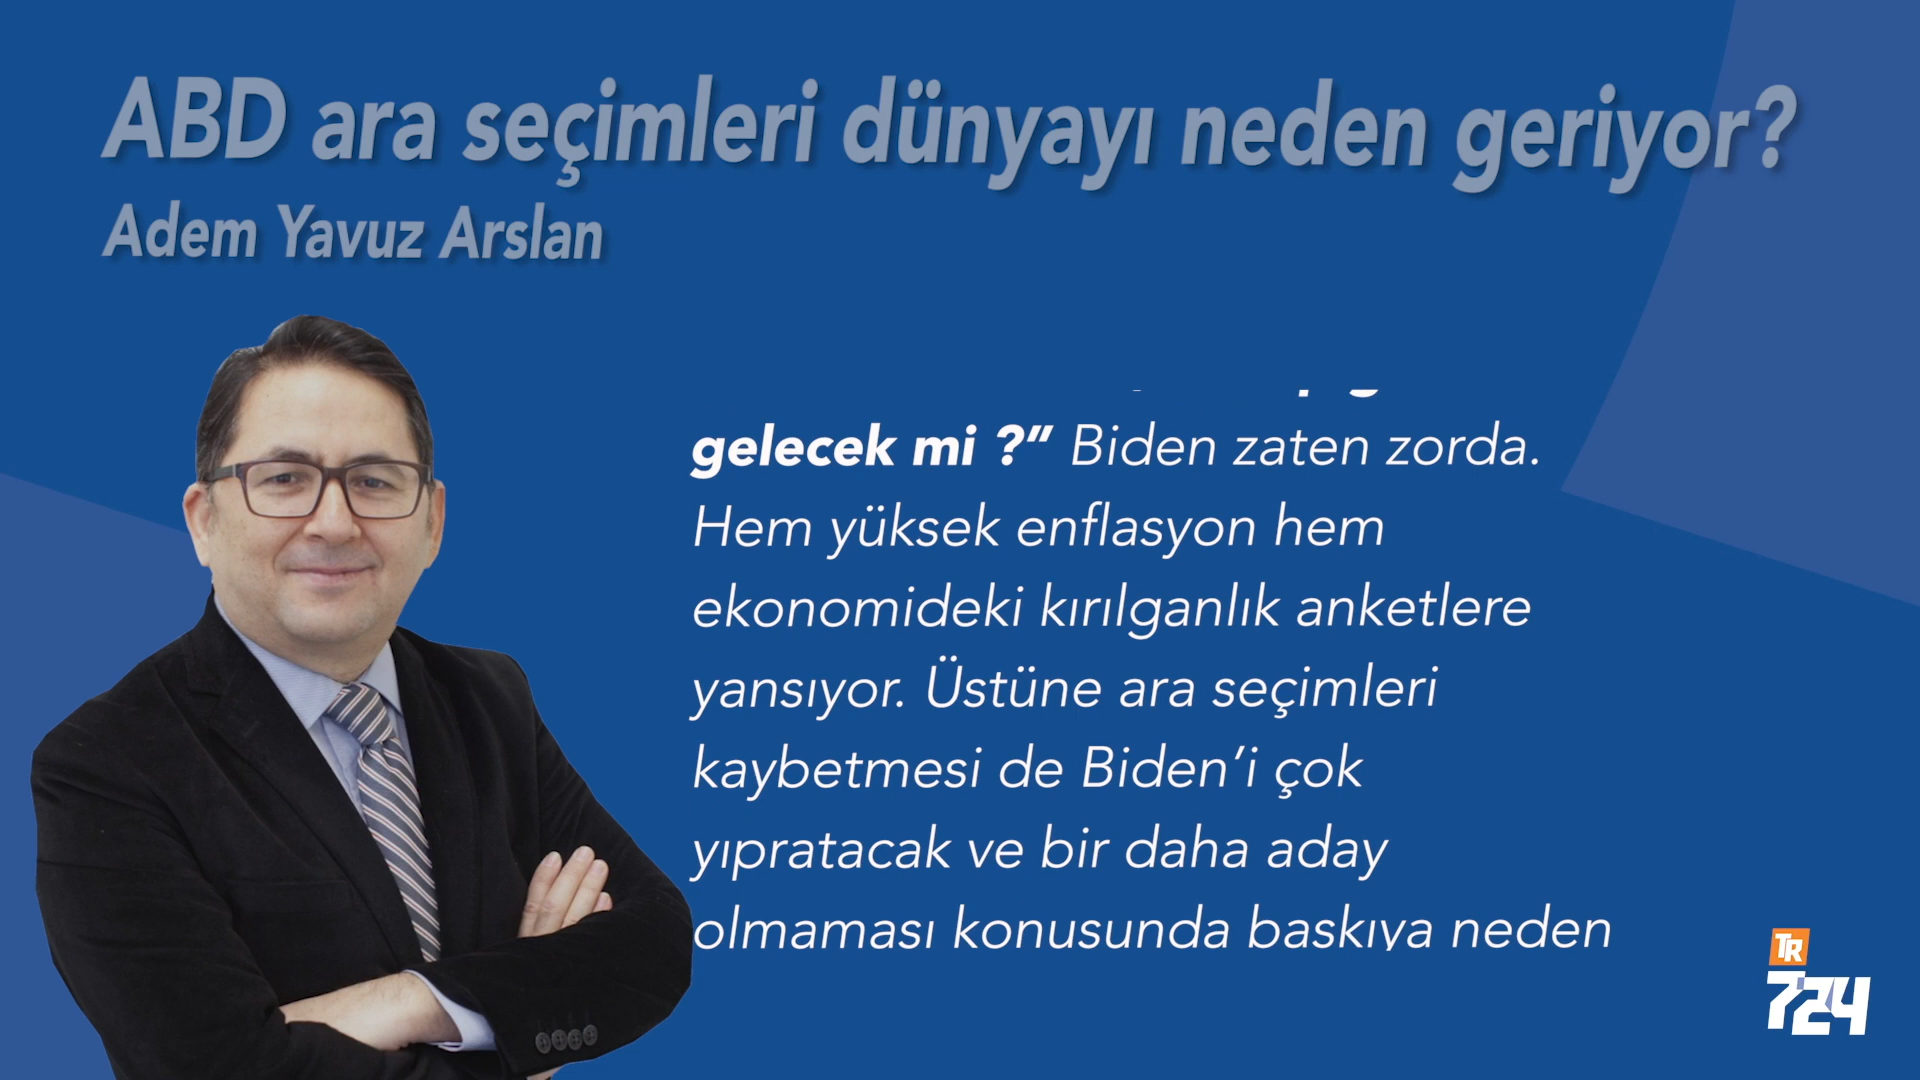 ABD ara seçimleri dünyayı neden geriyor?
Adem Yavuz Arslan
gelecek mi ?” Biden zaten zorda.
Hem yüksek enflasyon hem
ekonomideki kırılganlık anketlere
yansıyor. Üstüne ara seçimleri
kaybetmesi de Biden’i çok
yıpratacak ve bir daha aday
olmaması konusunda baskıya neden
TR
724